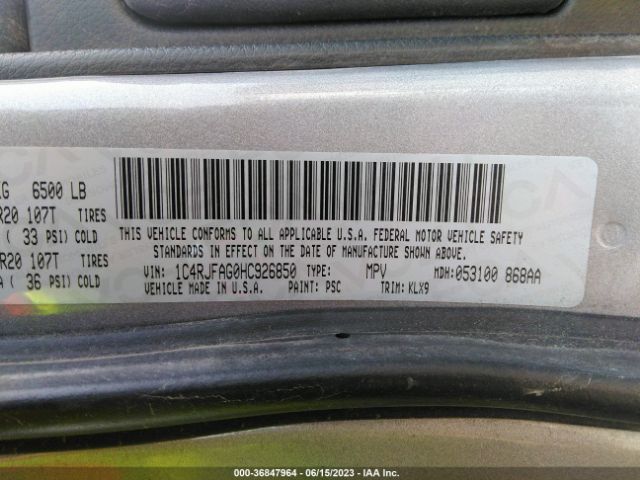 KG 6500 LB
R20 107T TIRES
( 33 PSI) COLD
R20 107T TIRES
( 36 PSI) COLD
THIS VEHICLE CONFORMS TO ALL APPLICABLE U.S.A. FEDERAL MOTOR VEHICLE SAFETY
STANDARDS IN EFFECT ON THE DATE OF MANUFACTURE SHOWN ABOVE.
VIN: 1C4RJFAG0HC926850 TYPE: MPV MDH:053100 868AA
VEHICLE MADE IN U.S.A. PAINT: PSC TRIM: KLX9
000-36847964 - 06/15/2023 - IAA Inc.